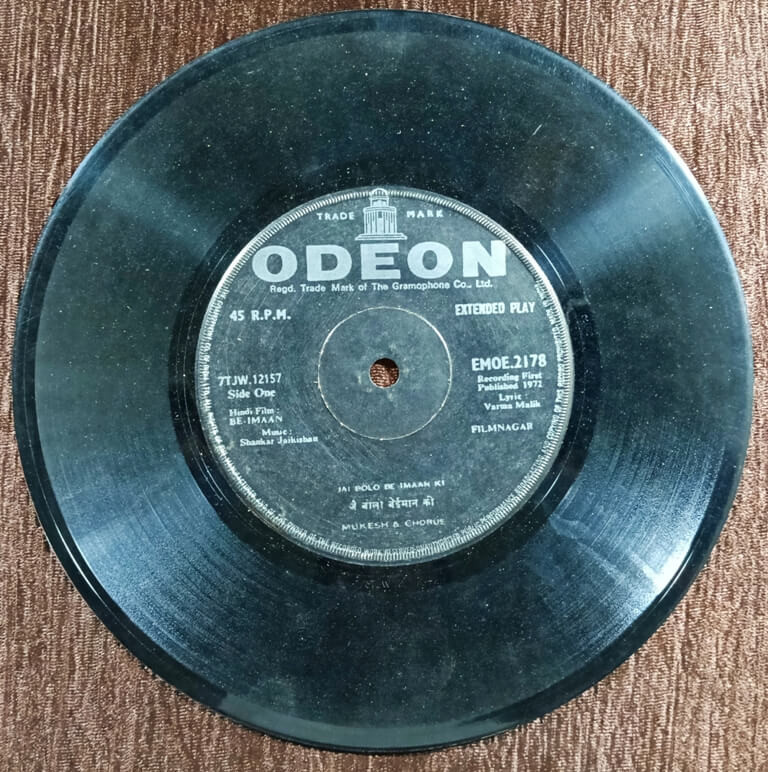 TRADE MARK
ODEON
Regd. Trade Mark of The Gramophone Co., Ltd.
45 R.P.M.
EXTENDED PLAY
7TJW.12157
Side One
Hindi Film :
BE-IMAAN
Music :
Shankar Jaikishan
EMOE.2178
Recording First
Published 1972
Lyric :
Varma Malik
FILMNAGAR
JAI BOLO BE-IMAAN KI
जै बोलो बेईमान की
MUKESH & CHORUS